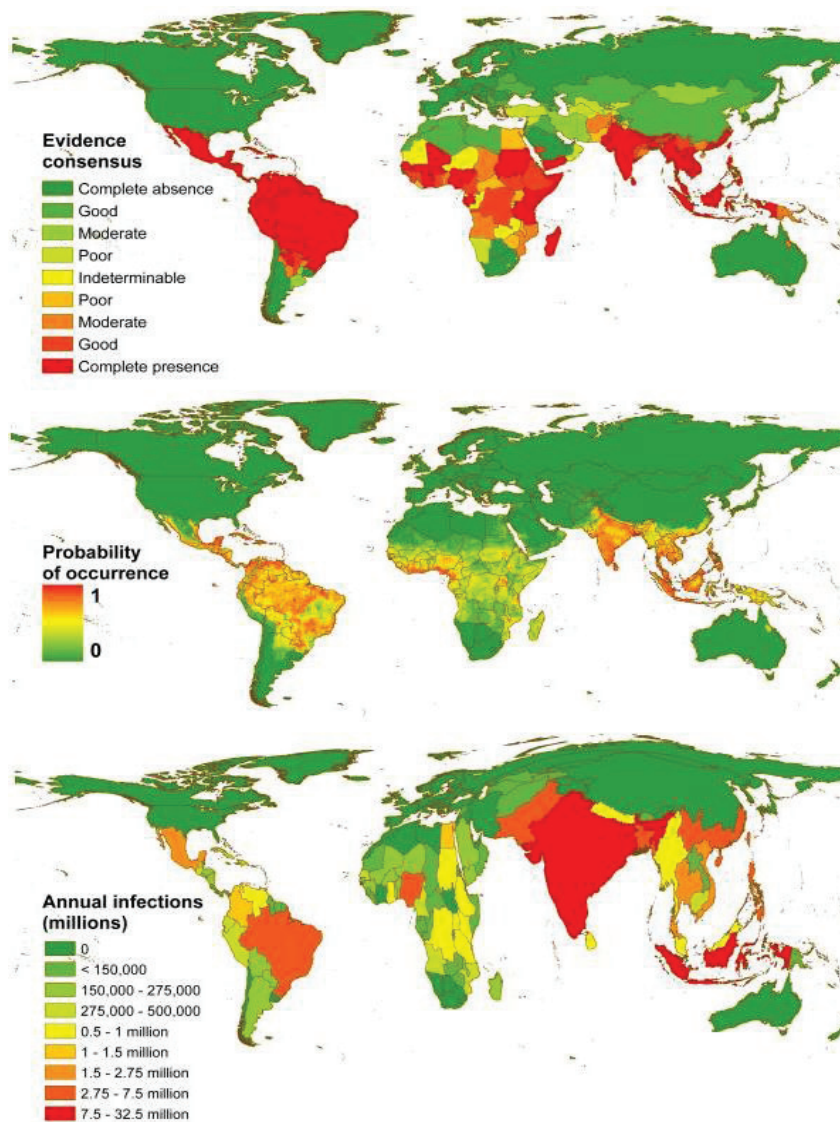 Evidence
consensus
Complete absence
Good
Moderate
Poor
Indeterminable
Poor
Moderate
Good
Complete presence
Probability
of occurrence
1
0
Annual infections
(millions)
0
< 150,000
150,000 - 275,000
275,000 - 500,000
0.5 - 1 million
1 - 1.5 million
1.5 - 2.75 million
2.75 - 7.5 million
7.5 - 32.5 million